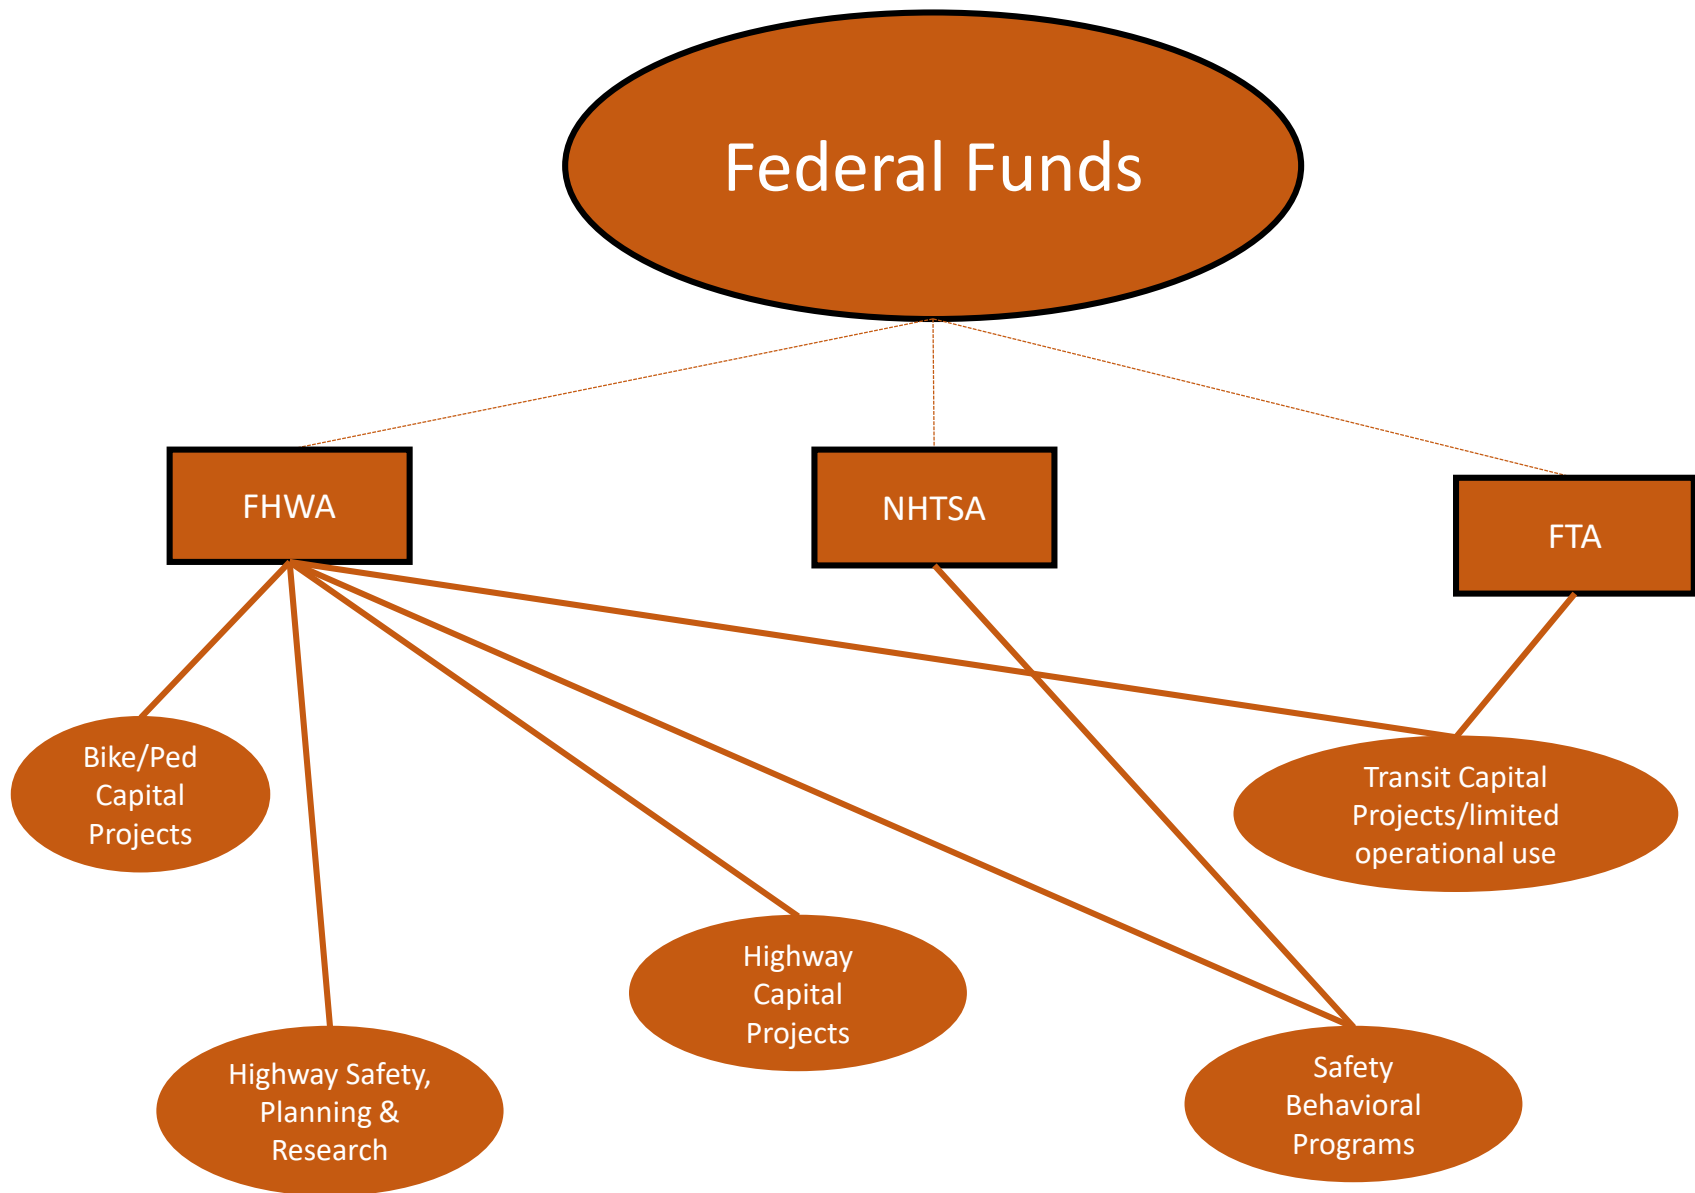 Federal Funds
FHWA
NHTSA
FTA
Bike/Ped
Capital
Projects
Transit Capital
Projects/limited
operational use
Highway
Capital
Projects
Highway Safety,
Planning &
Research
Safety
Behavioral
Programs